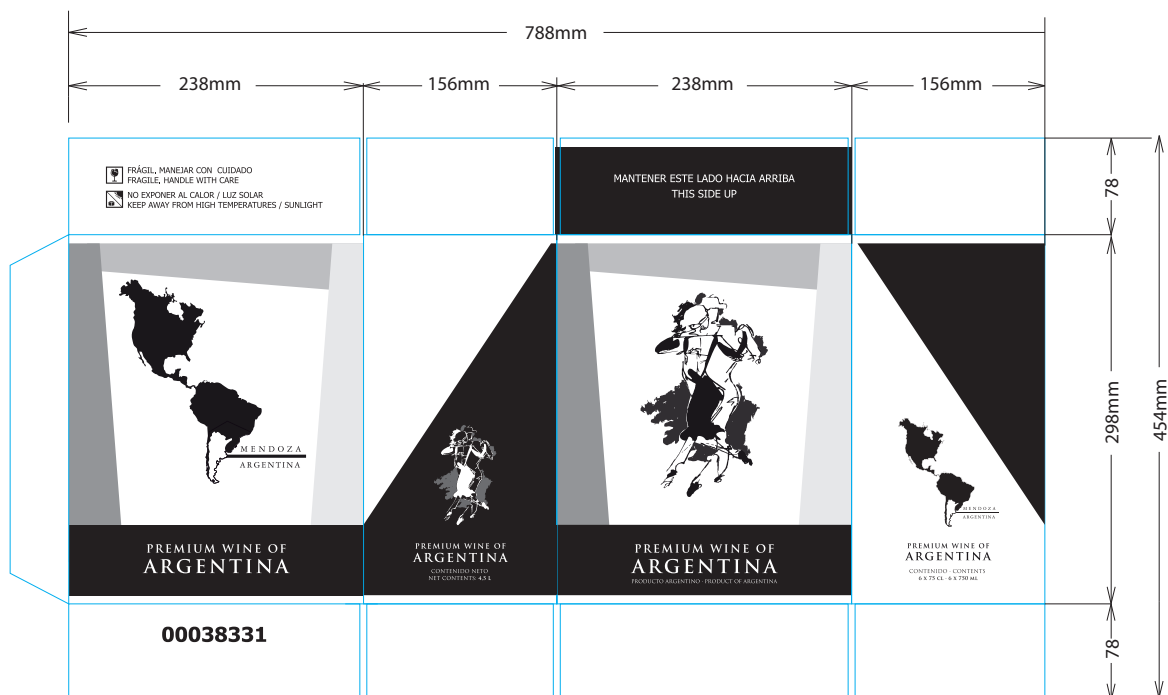 788mm
238mm
156mm
238mm
156mm
FRÁGIL, MANEJAR CON CUIDADO
FRAGILE, HANDLE WITH CARE
NO EXPONER AL CALOR / LUZ SOLAR
KEEP AWAY FROM HIGH TEMPERATURES / SUNLIGHT
MANTENER ESTE LADO HACIA ARRIBA
THIS SIDE UP
78
298mm
454mm
78
MENDOZA
ARGENTINA
PREMIUM WINE OF
ARGENTINA
PREMIUM WINE OF
ARGENTINA
CONTENIDO NETO
NET CONTENTS: 4,5 L
PREMIUM WINE OF
ARGENTINA
PRODUCTO ARGENTINO - PRODUCT OF ARGENTINA
MENDOZA
ARGENTINA
PREMIUM WINE OF
ARGENTINA
CONTENIDO - CONTENTS
6 X 75 CL - 6 X 750 ML
00038331